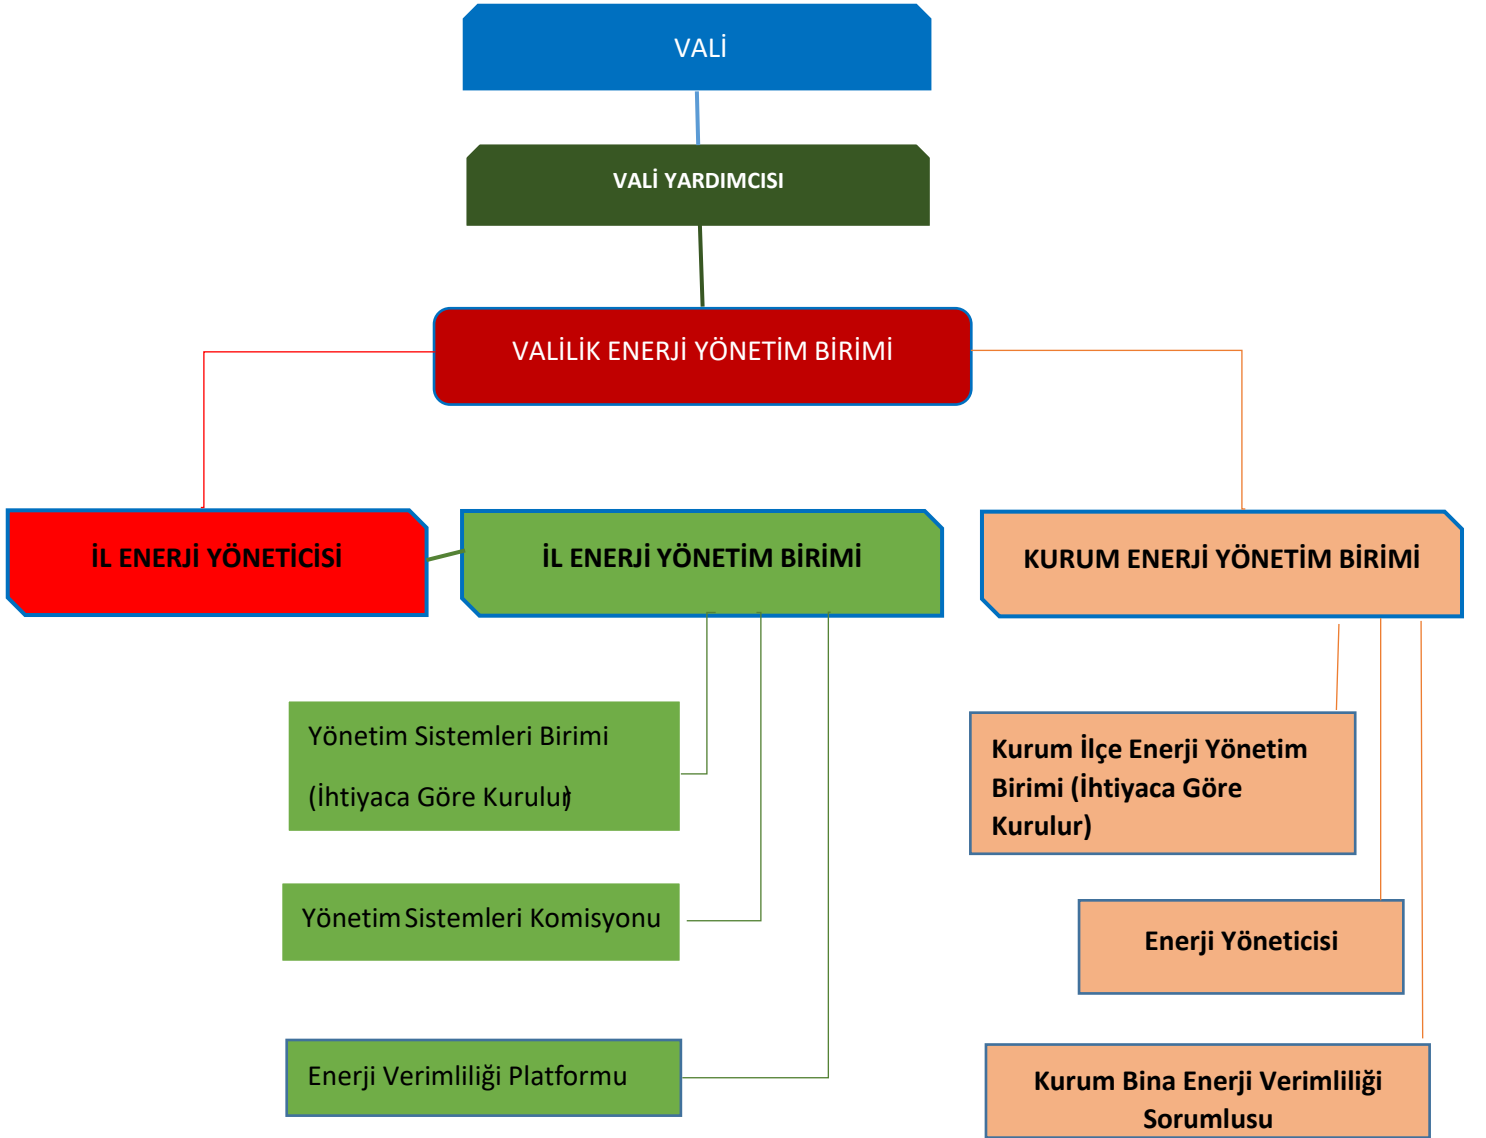 VALİ
VALİ YARDIMCISI
VALİLİK ENERJİ YÖNETİM BİRİMİ
İL ENERJİ YÖNETİCİSİ
İL ENERJİ YÖNETİM BİRİMİ
KURUM ENERJİ YÖNETİM BİRİMİ
Yönetim Sistemleri Birimi
(İhtiyaca Göre Kurulur)
Kurum İlçe Enerji Yönetim
Birimi (İhtiyaca Göre
Kurulur)
Yönetim Sistemleri Komisyonu
Enerji Yöneticisi
Enerji Verimliliği Platformu
Kurum Bina Enerji Verimliliği
Sorumlusu